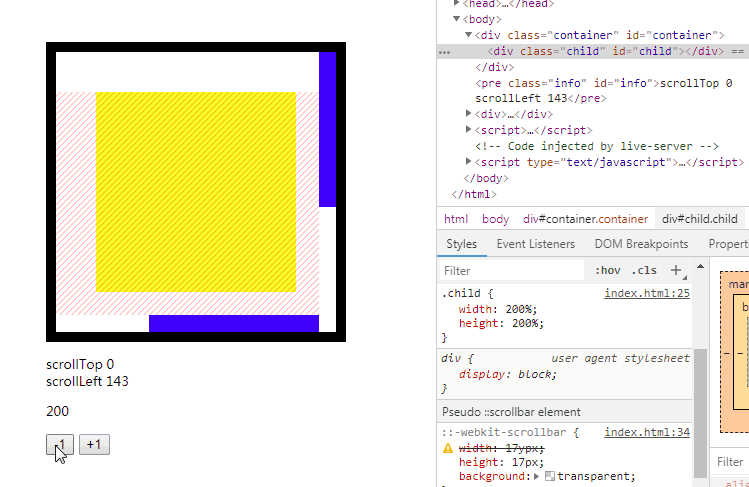 scrollTop 0
scrollLeft 143
200
-1 +1
<head>…</head>
<body>
<div class="container" id="container">
<div class="child" id="child"></div> ==
</div>
<pre class="info" id="info">scrollTop 0
scrollLeft 143</pre>
<div>…</div>
<script>…</script>
<!-- Code injected by live-server -->
<script type="text/javascript">…</script>
</body>
</html>
html body div#container.container div#child.child
Styles Event Listeners DOM Breakpoints
Filter :hov .cls +
.child { index.html:25
width: 200%;
height: 200%;
}
div { user agent stylesheet
display: block;
}
Pseudo ::scrollbar element
::-webkit-scrollbar { index.html:34
width: 17ypx;
height: 17px;
background: transparent;
Filter